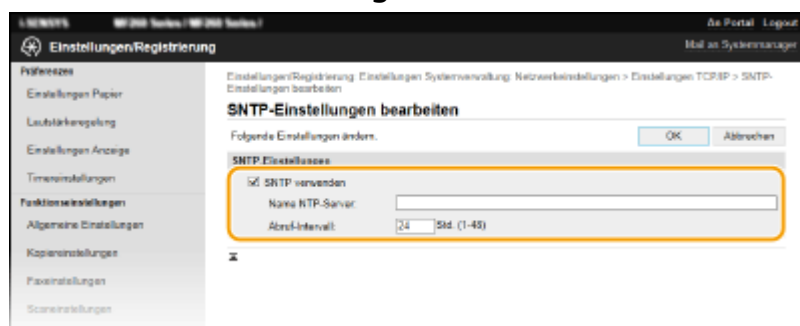 An Portal Logout
Einstellungen/Registrierung
Mail an Systemmanager
Präferenzen
Einstellungen Papier
Lautstärkeregelung
Einstellungen Anzeige
Timereinstellungen
Funktionseinstellungen
Allgemeine Einstellungen
Kopiereinstellungen
Faxeinstellungen
Scaneinstellungen
Einstellungen/Registrierung: Einstellungen Systemverwaltung: Netzwerkeinstellungen > Einstellungen TCP/IP > SNTP-
Einstellungen bearbeiten
SNTP-Einstellungen bearbeiten
Folgende Einstellungen ändern.
OK
Abbrechen
SNTP-Einstellungen
SNTP verwenden
Name NTP-Server:
Abruf-Intervall:
24 Std. (1-48)